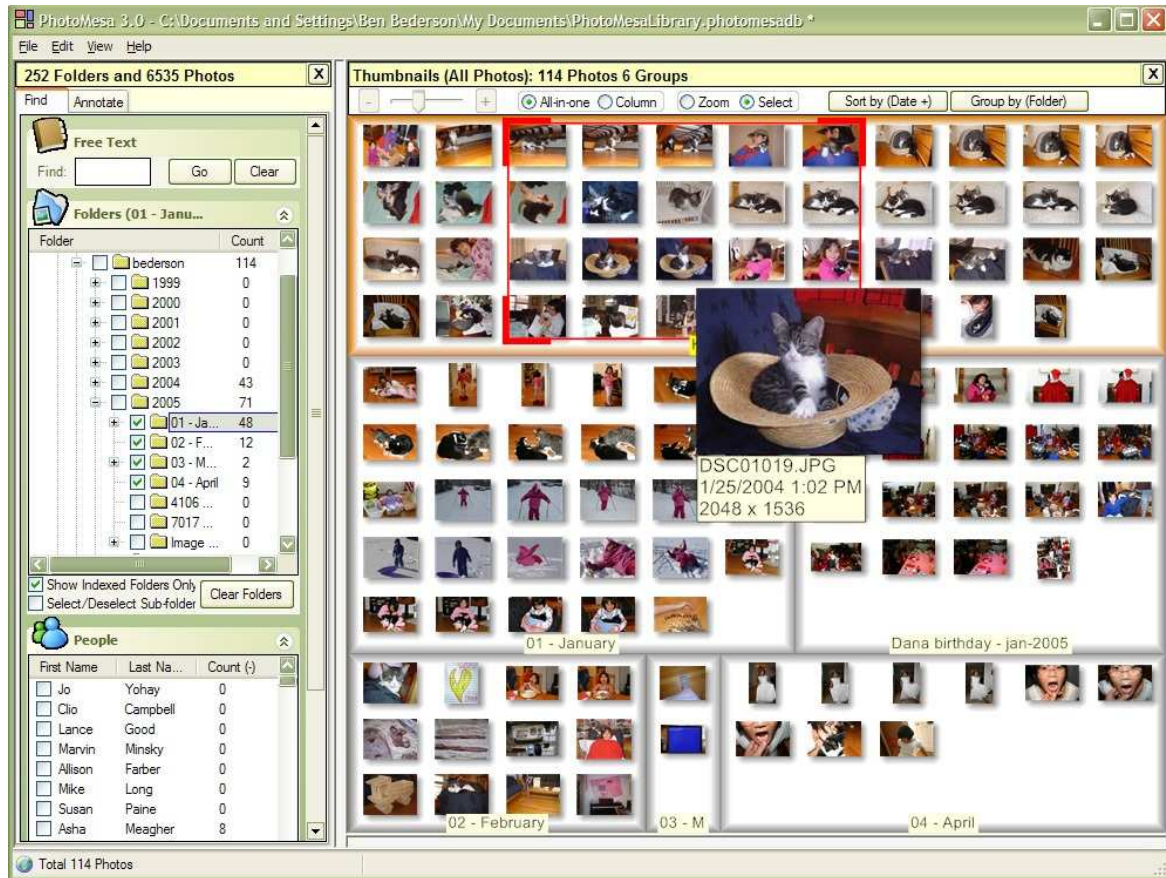 PhotoMesa 3.0 - C:\Documents and Settings\Ben Bederson\My Documents\PhotoMesaLibrary.photomesadb *
File Edit View Help
252 Folders and 6535 Photos
X
Find
Annotate
Free Text
Find:
Go
Clear
Folders (01 - Janu...
Folder Count
bederson 114
1999 0
2000 0
2001 0
2002 0
2003 0
2004 43
2005 71
01 - Ja... 48
02 - F... 12
03 - M... 2
04 - April 9
4106 ... 0
7017 ... 0
Image ... 0
Show Indexed Folders Only
Select/Deselect Sub-folder
Clear Folders
People
First Name Last Na... Count (-)
Jo Yohay 0
Clio Campbell 0
Lance Good 0
Marvin Minsky 0
Allison Farber 0
Mike Long 0
Susan Paine 0
Asha Meagher 8
Thumbnails (All Photos): 114 Photos 6 Groups
X
- +
All-in-one Column Zoom Select
Sort by (Date +)
Group by (Folder)
DSC01019.JPG
1/25/2004 1:02 PM
2048 x 1536
01 - January
Dana birthday - jan-2005
02 - February
03 - M
04 - April
Total 114 Photos